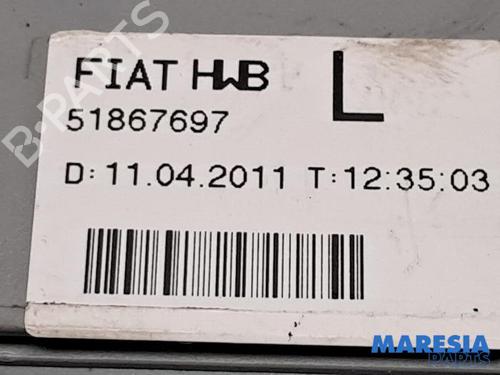 FIAT HWB L
51867697
D: 11.04.2011 T:12:35:03
B-PARTS
MARESIA
PARTS